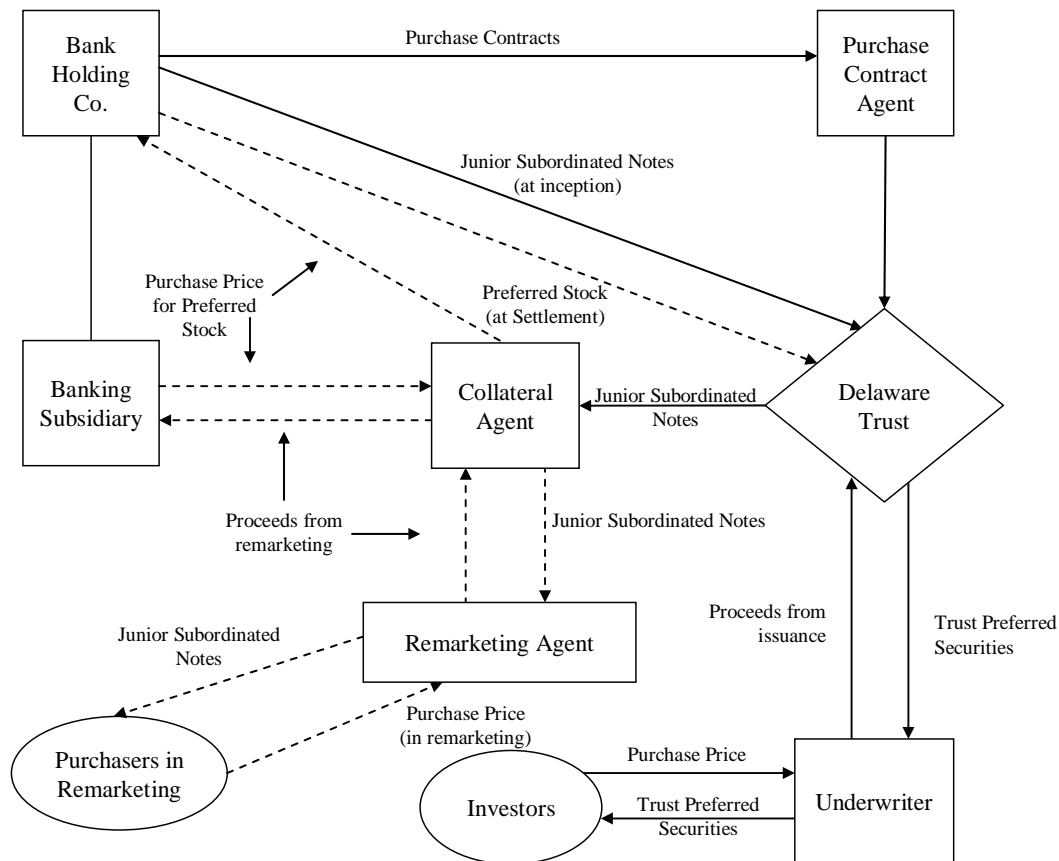 Bank
Holding
Co.
Purchase Contracts
Purchase
Contract
Agent
Junior Subordinated Notes
(at inception)
Purchase Price
for Preferred
Stock
Preferred Stock
(at Settlement)
Banking
Subsidiary
Collateral
Agent
Junior Subordinated
Notes
Delaware
Trust
Proceeds from
remarketing
Junior Subordinated Notes
Junior Subordinated
Notes
Remarketing Agent
Proceeds from
issuance
Trust Preferred
Securities
Purchase Price
(in remarketing)
Purchasers in
Remarketing
Investors
Purchase Price
Trust Preferred
Securities
Underwriter